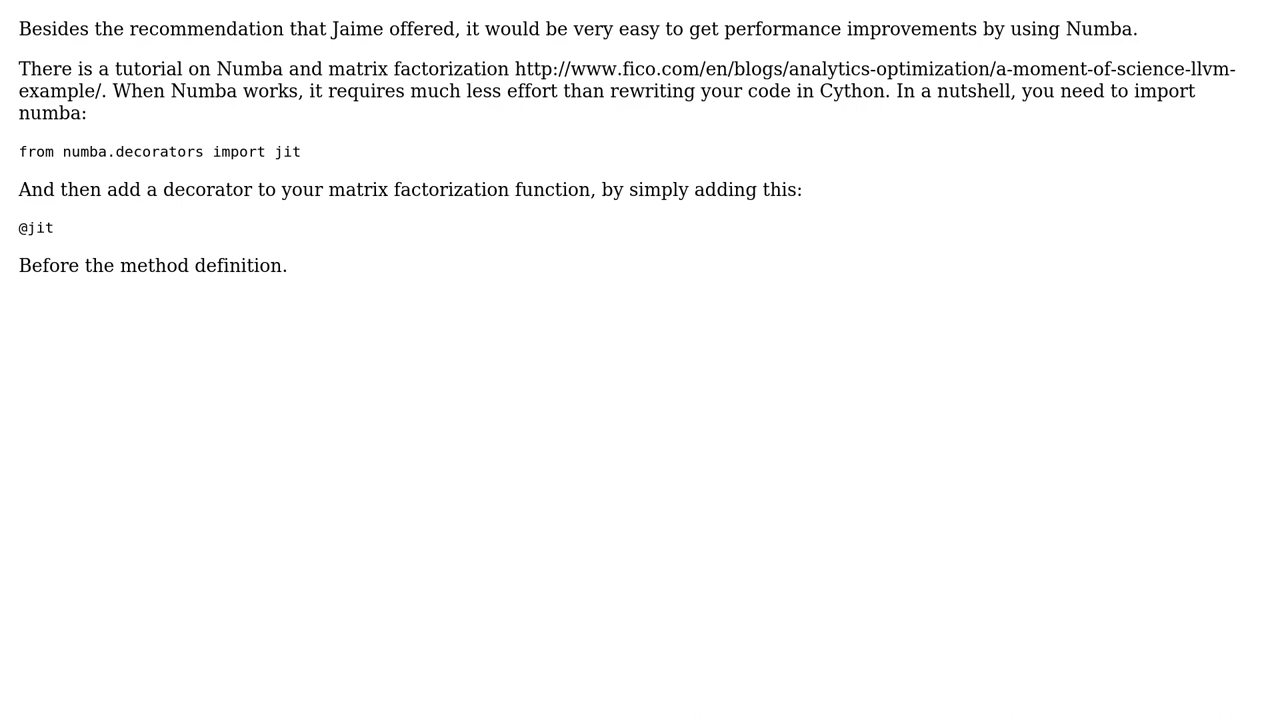 Besides the recommendation that Jaime offered, it would be very easy to get performance improvements by using Numba.
There is a tutorial on Numba and matrix factorization http://www.fico.com/en/blogs/analytics-optimization/a-moment-of-science-llvm-
example/. When Numba works, it requires much less effort than rewriting your code in Cython. In a nutshell, you need to import
numba:
from numba.decorators import jit
And then add a decorator to your matrix factorization function, by simply adding this:
@jit
Before the method definition.